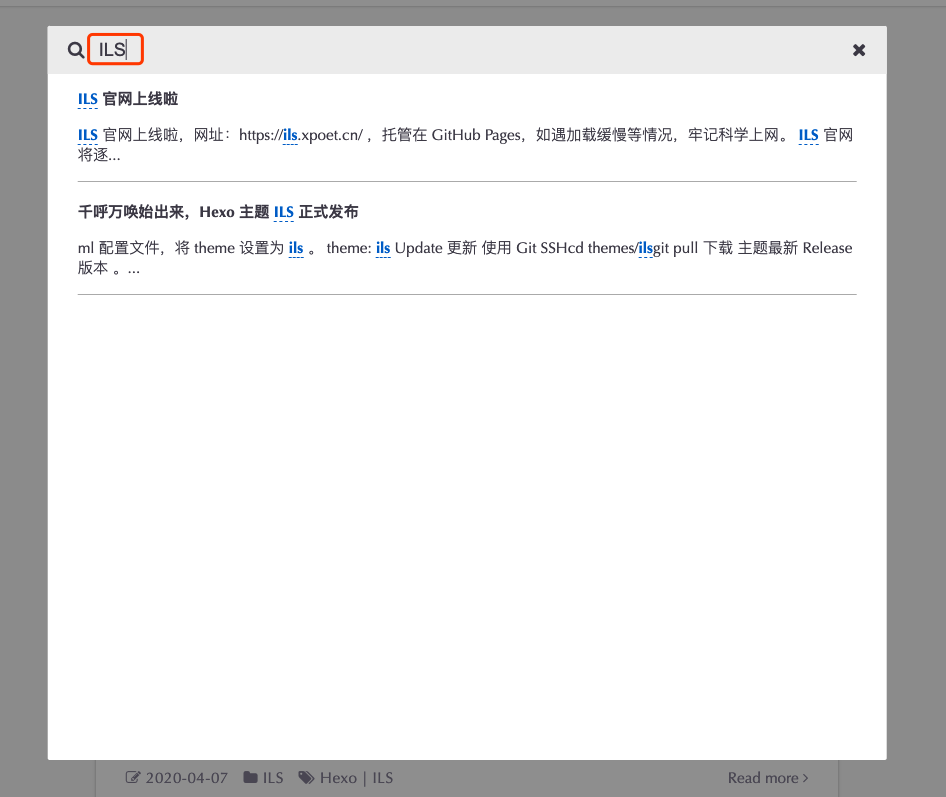 ILS
ILS 官网上线啦
ILS 官网上线啦，网址：https://ils.xpoet.cn/ ，托管在 GitHub Pages，如遇加载缓慢等情况，牢记科学上网。 ILS 官网
将逐...
千呼万唤始出来，Hexo 主题 ILS 正式发布
ml 配置文件，将 theme 设置为 ils 。 theme: ils Update 更新 使用 Git SSHcd themes/ilsgit pull 下载 主题最新 Release
版本 。...
2020-04-07 ILS Hexo | ILS Read more